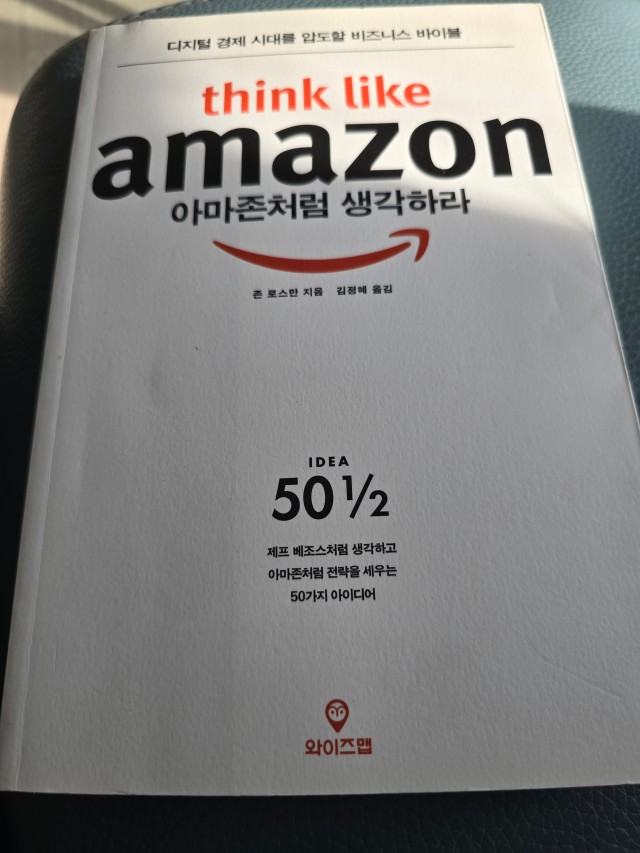 디지털 경제 시대를 압도할 비즈니스 바이블
think like
amazon
아마존처럼 생각하라
존 로스만 지음 김정혜 옮김
IDEA
50 1/2
제프 베조스처럼 생각하고
아마존처럼 전략을 세우는
50가지 아이디어
와이즈맵